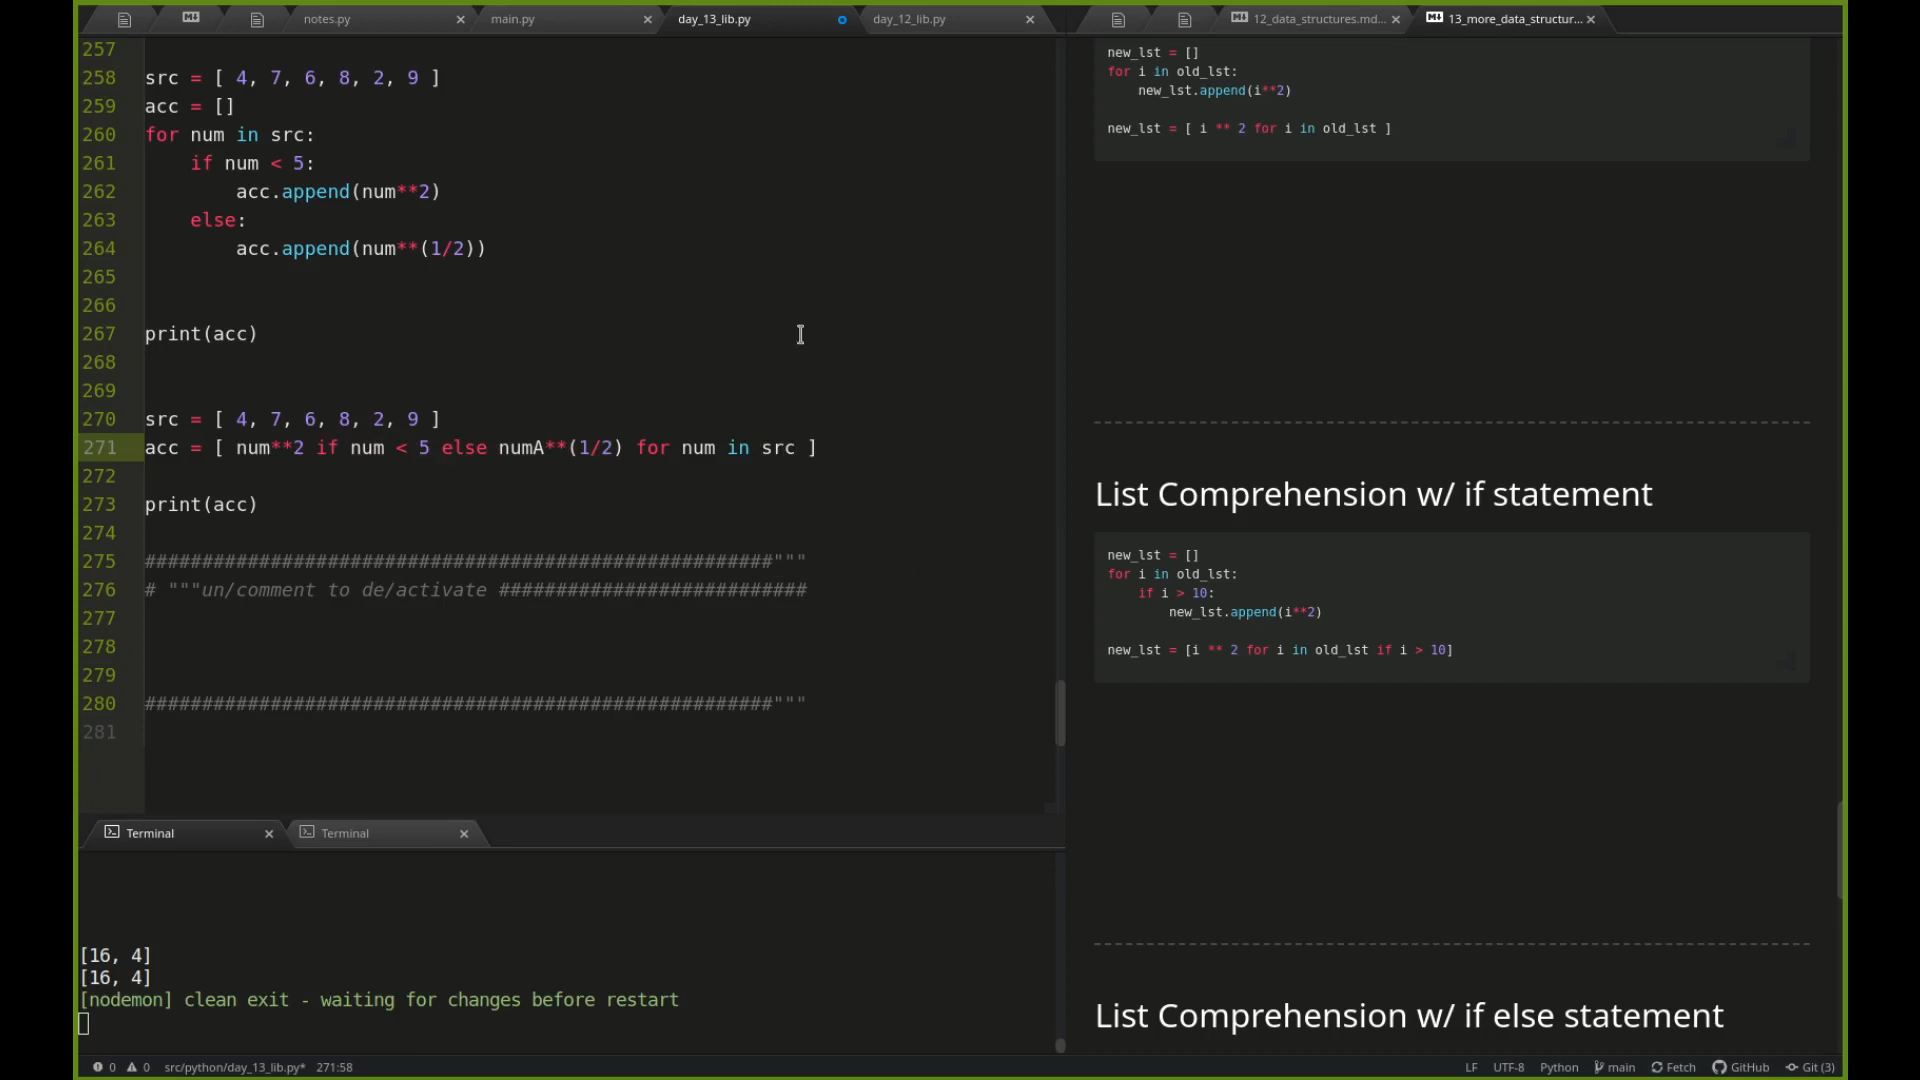 notes.py
main.py
day_13_lib.py
day_12_lib.py
12_data_structures.md...
13_more_data_structur...
257
258 src = [ 4, 7, 6, 8, 2, 9 ]
259 acc = []
260 for num in src:
261 if num < 5:
262 acc.append(num**2)
263 else:
264 acc.append(num**(1/2))
265
266
267 print(acc)
268
269
270 src = [ 4, 7, 6, 8, 2, 9 ]
271 acc = [ num**2 if num < 5 else numA**(1/2) for num in src ]
272
273 print(acc)
274
275 #######################################################"""
276 # """un/comment to de/activate ###########################
277
278
279
280 #######################################################"""
281
Terminal
Terminal
[16, 4]
[16, 4]
[nodemon] clean exit - waiting for changes before restart
new_lst = []
for i in old_lst:
new_lst.append(i**2)
new_lst = [ i ** 2 for i in old_lst ]
List Comprehension w/ if statement
new_lst = []
for i in old_lst:
if i > 10:
new_lst.append(i**2)
new_lst = [i ** 2 for i in old_lst if i > 10]
List Comprehension w/ if else statement
0 0 src/python/day_13_lib.py* 271:58
LF UTF-8 Python main Fetch GitHub Git (3)